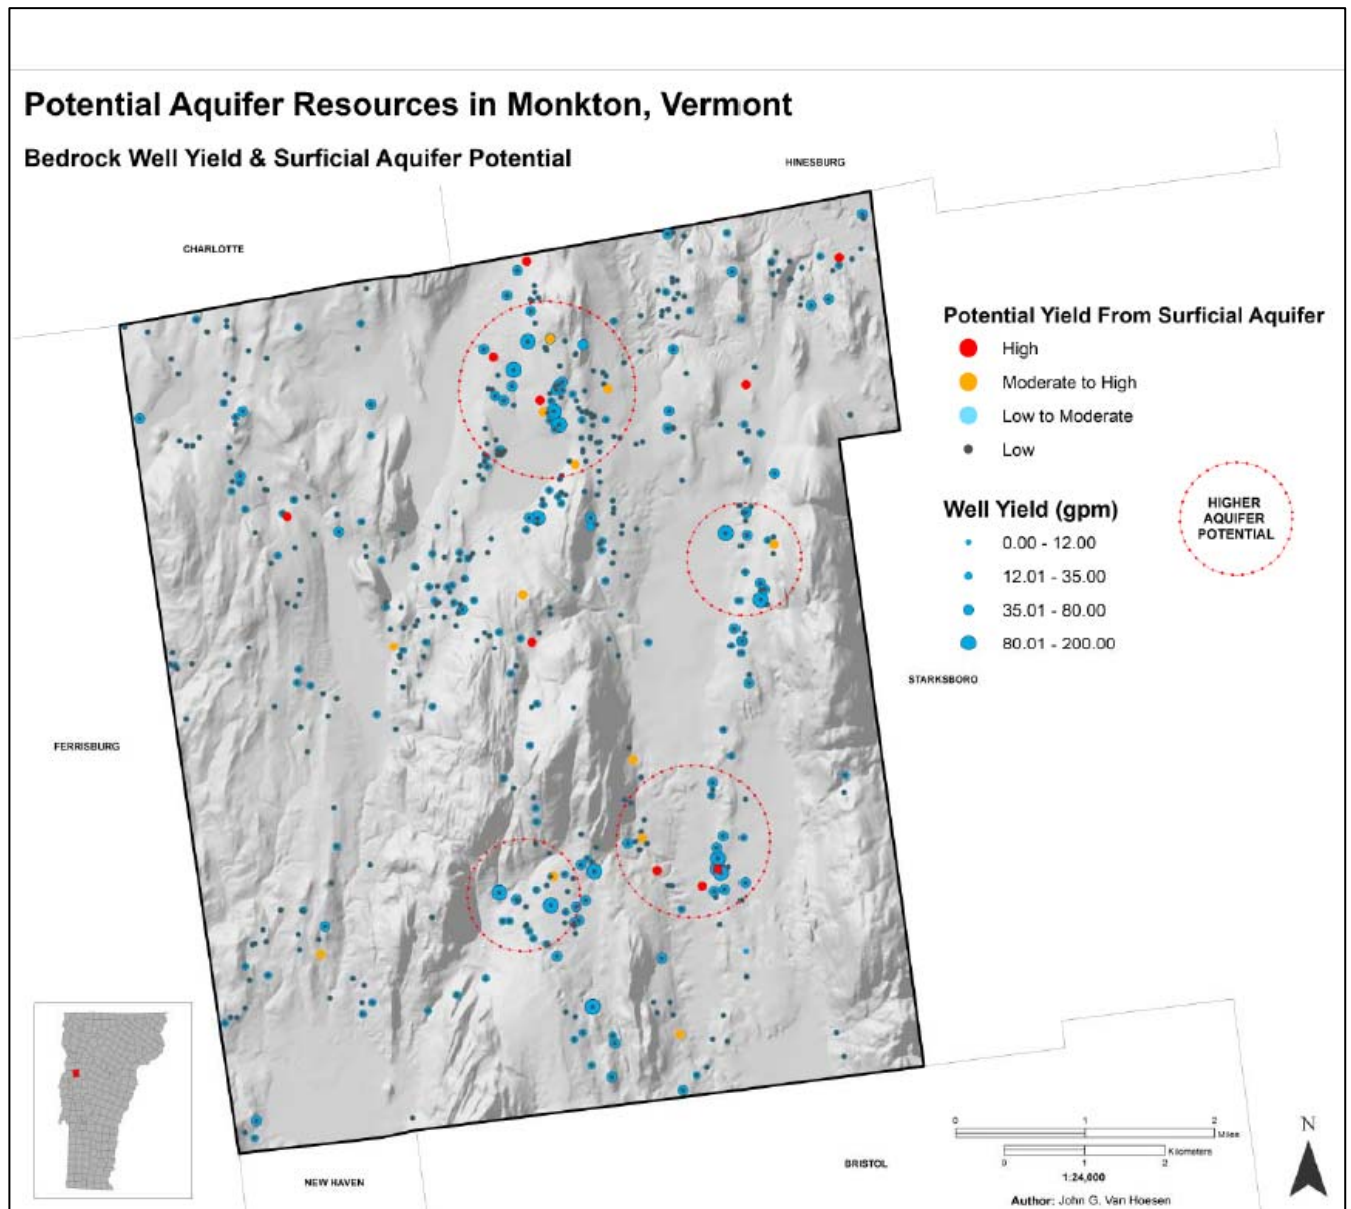 Potential Aquifer Resources in Monkton, Vermont
Bedrock Well Yield & Surficial Aquifer Potential
HINESBURG
CHARLOTTE
Potential Yield From Surficial Aquifer
High
Moderate to High
Low to Moderate
Low
Well Yield (gpm)
0.00 - 12.00
12.01 - 35.00
35.01 - 80.00
80.01 - 200.00
HIGHER
AQUIFER
POTENTIAL
STARKSBORO
FERRISBURG
NEW HAVEN
BRISTOL
0 1 2
Miles
Kilometers
0 1 2
1:24,000
Author: John G. Van Hoesen
N